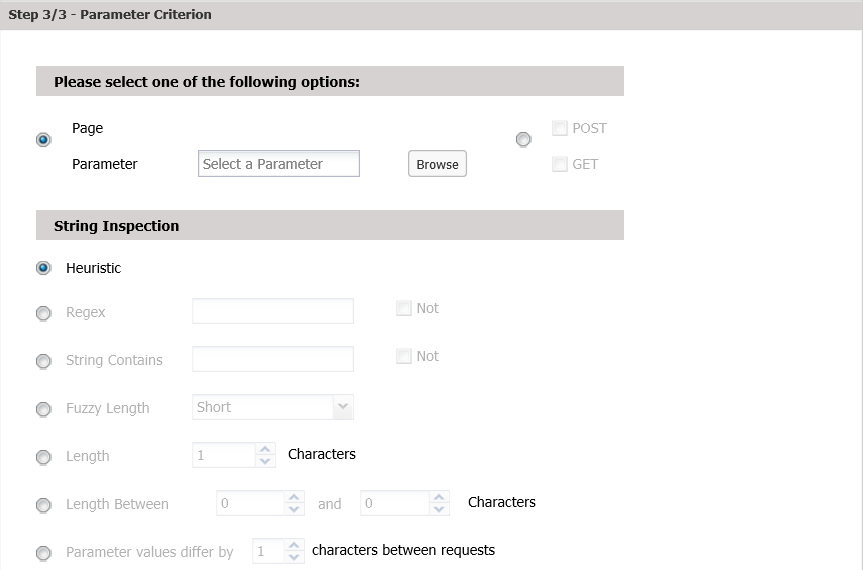 Step 3/3 - Parameter Criterion
Please select one of the following options:
Page
POST
Parameter
Select a Parameter
Browse
GET
String Inspection
Heuristic
Regex
Not
String Contains
Not
Fuzzy Length
Short
Length
1
Characters
Length Between
0
and
0
Characters
Parameter values differ by
1
characters between requests